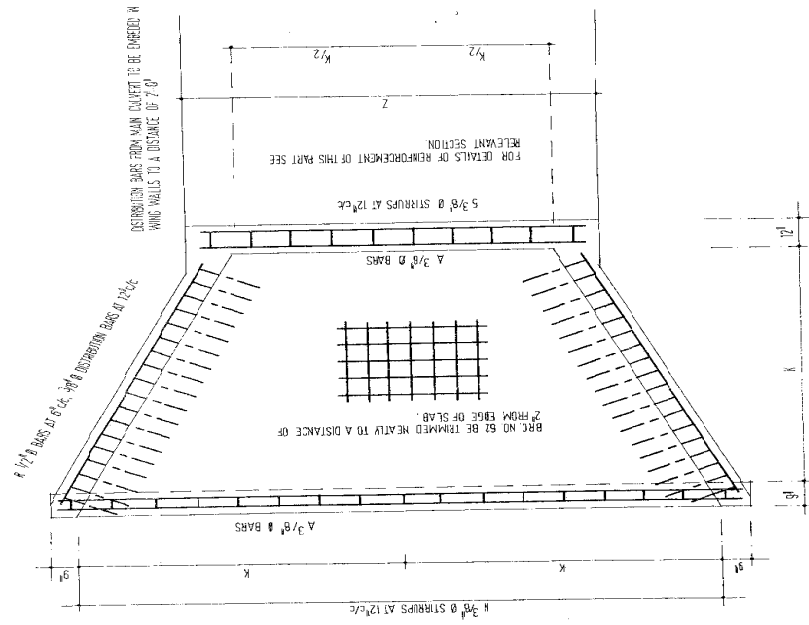 DISTRIBUTION BARS FROM MAIN CULVERT TO BE EMBEDED IN
WING WALLS TO A DISTANCE OF 2'-0"
R 1/2" Ø BARS AT 6" C/C, 3/8" Ø DISTRIBUTION BARS AT 12" C/C
H 3/8" Ø STIRRUPS AT 12" C/C
9"
K
K
9"
A 3/8" Ø BARS
9"
B.R.C. NO 62 BE TRIMMED NEATLY TO A DISTANCE OF
2" FROM EDGE OF SLAB.
K
A 3/8" Ø BARS
12"
5 3/8" Ø STIRRUPS AT 12" C/C
FOR DETAILS OF REINFORCEMENT OF THIS PART SEE
RELEVANT SECTION
Z
K/2
K/2